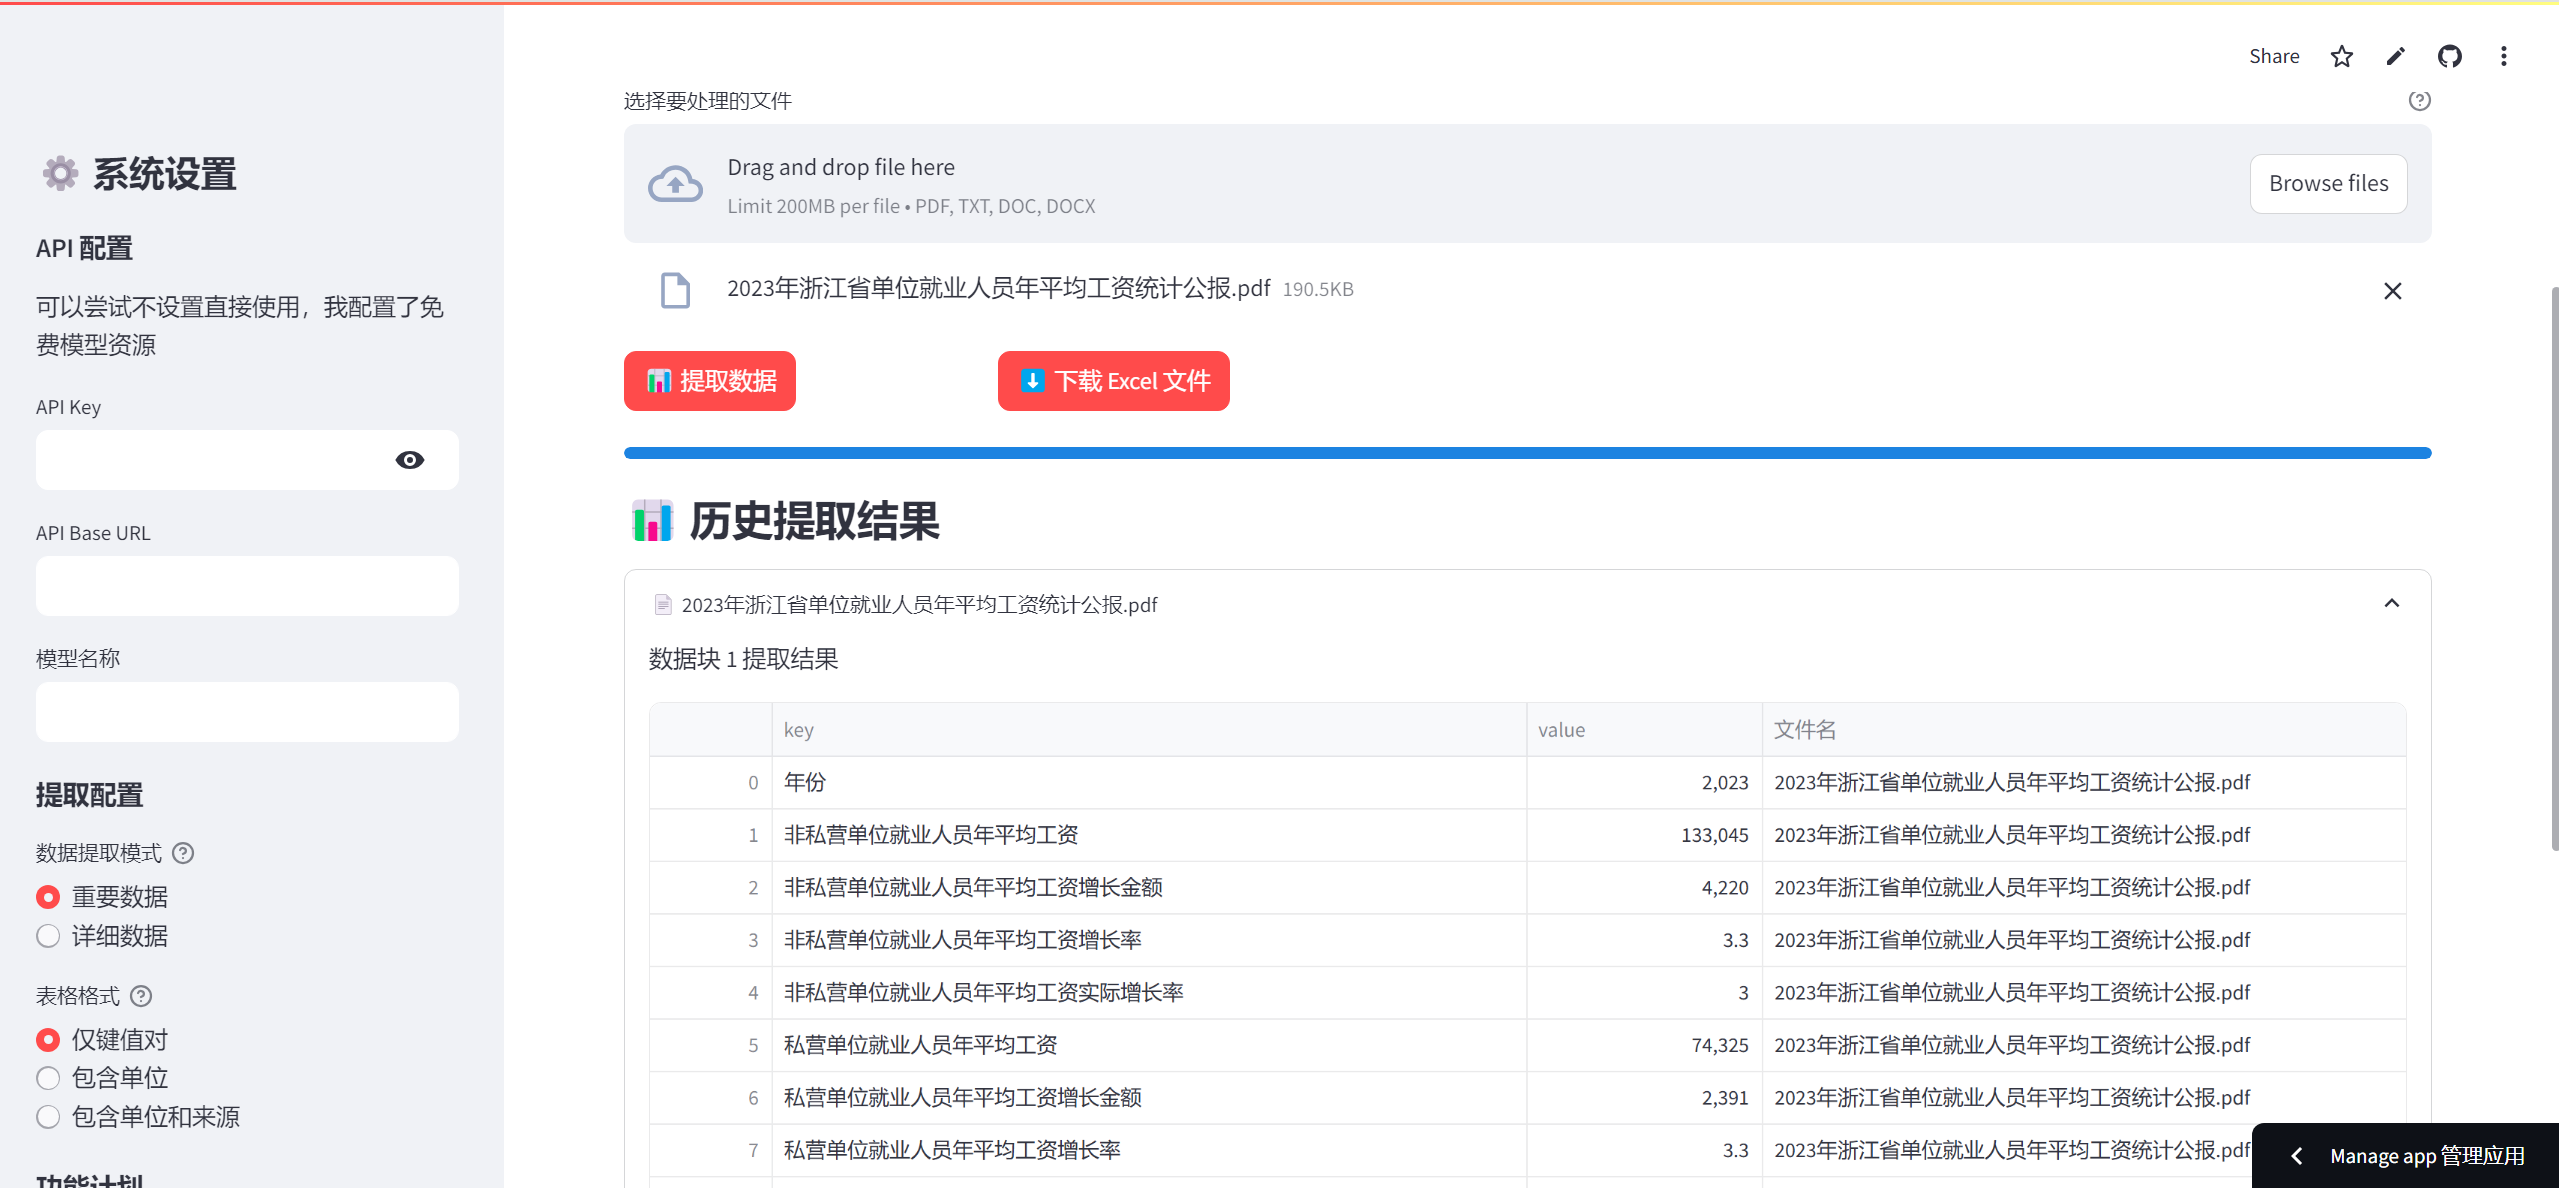 Share
系统设置
API 配置
可以尝试不设置直接使用，我配置了免
费模型资源
API Key
API Base URL
模型名称
提取配置
数据提取模式
重要数据
详细数据
表格格式
仅键值对
包含单位
包含单位和来源
功能计划
选择要处理的文件
Drag and drop file here
Limit 200MB per file • PDF, TXT, DOC, DOCX
Browse files
2023年浙江省单位就业人员年平均工资统计公报.pdf 190.5KB
提取数据
下载 Excel 文件
历史提取结果
2023年浙江省单位就业人员年平均工资统计公报.pdf
数据块 1 提取结果
key value 文件名
0 年份 2,023 2023年浙江省单位就业人员年平均工资统计公报.pdf
1 非私营单位就业人员年平均工资 133,045 2023年浙江省单位就业人员年平均工资统计公报.pdf
2 非私营单位就业人员年平均工资增长金额 4,220 2023年浙江省单位就业人员年平均工资统计公报.pdf
3 非私营单位就业人员年平均工资增长率 3.3 2023年浙江省单位就业人员年平均工资统计公报.pdf
4 非私营单位就业人员年平均工资实际增长率 3 2023年浙江省单位就业人员年平均工资统计公报.pdf
5 私营单位就业人员年平均工资 74,325 2023年浙江省单位就业人员年平均工资统计公报.pdf
6 私营单位就业人员年平均工资增长金额 2,391 2023年浙江省单位就业人员年平均工资统计公报.pdf
7 私营单位就业人员年平均工资增长率 3.3 2023年浙江省单位就业人员年平均工资统计公报.pdf
Manage app 管理应用